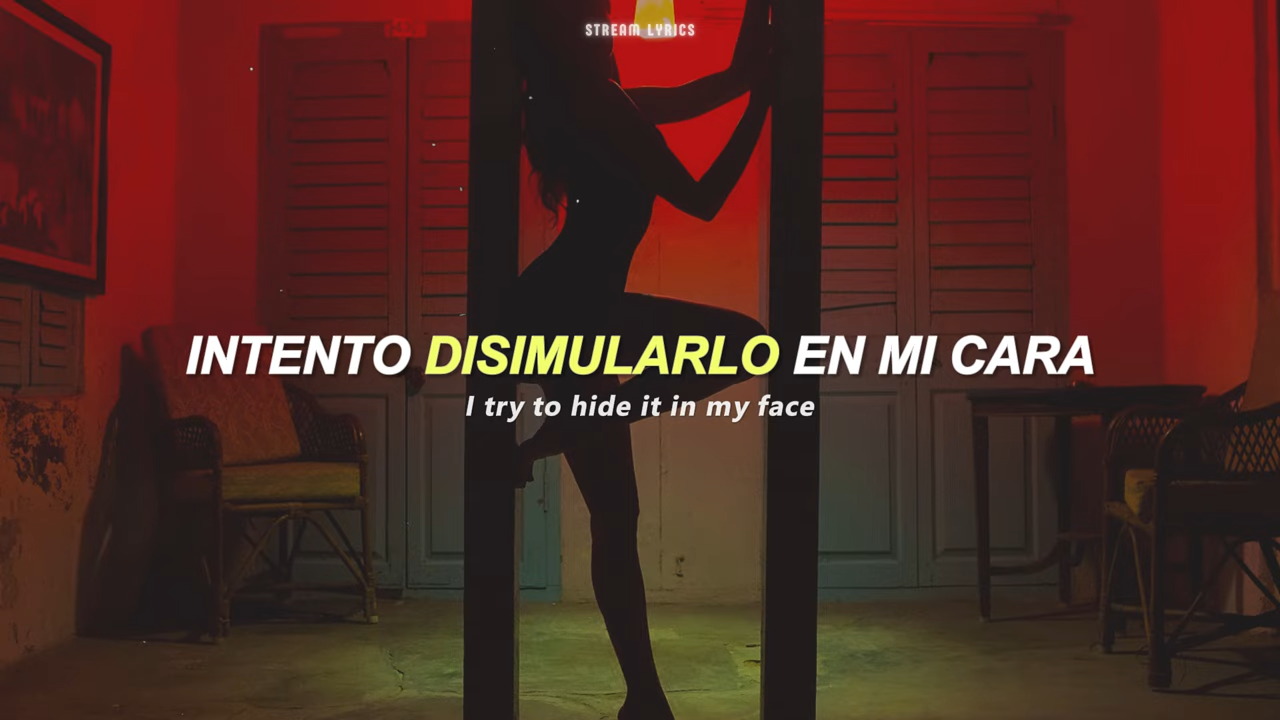 STREAM LYRICS
INTENTO DISIMULARLO EN MI CARA
I try to hide it in my face